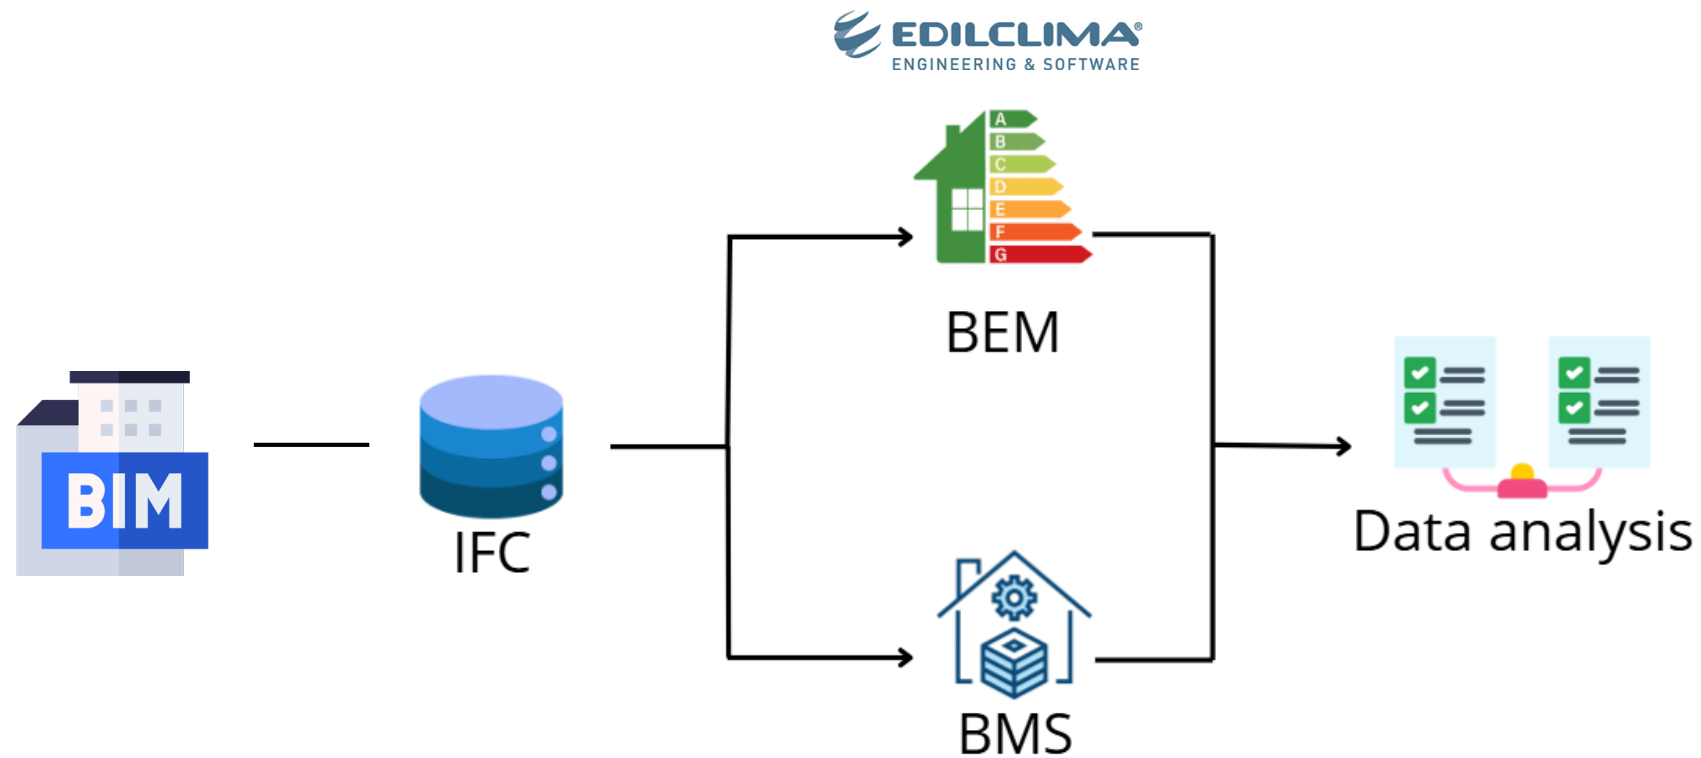 EDILCLIMA®
ENGINEERING & SOFTWARE
A
B
C
D
E
F
G
BEM
BIM
IFC
Data analysis
BMS